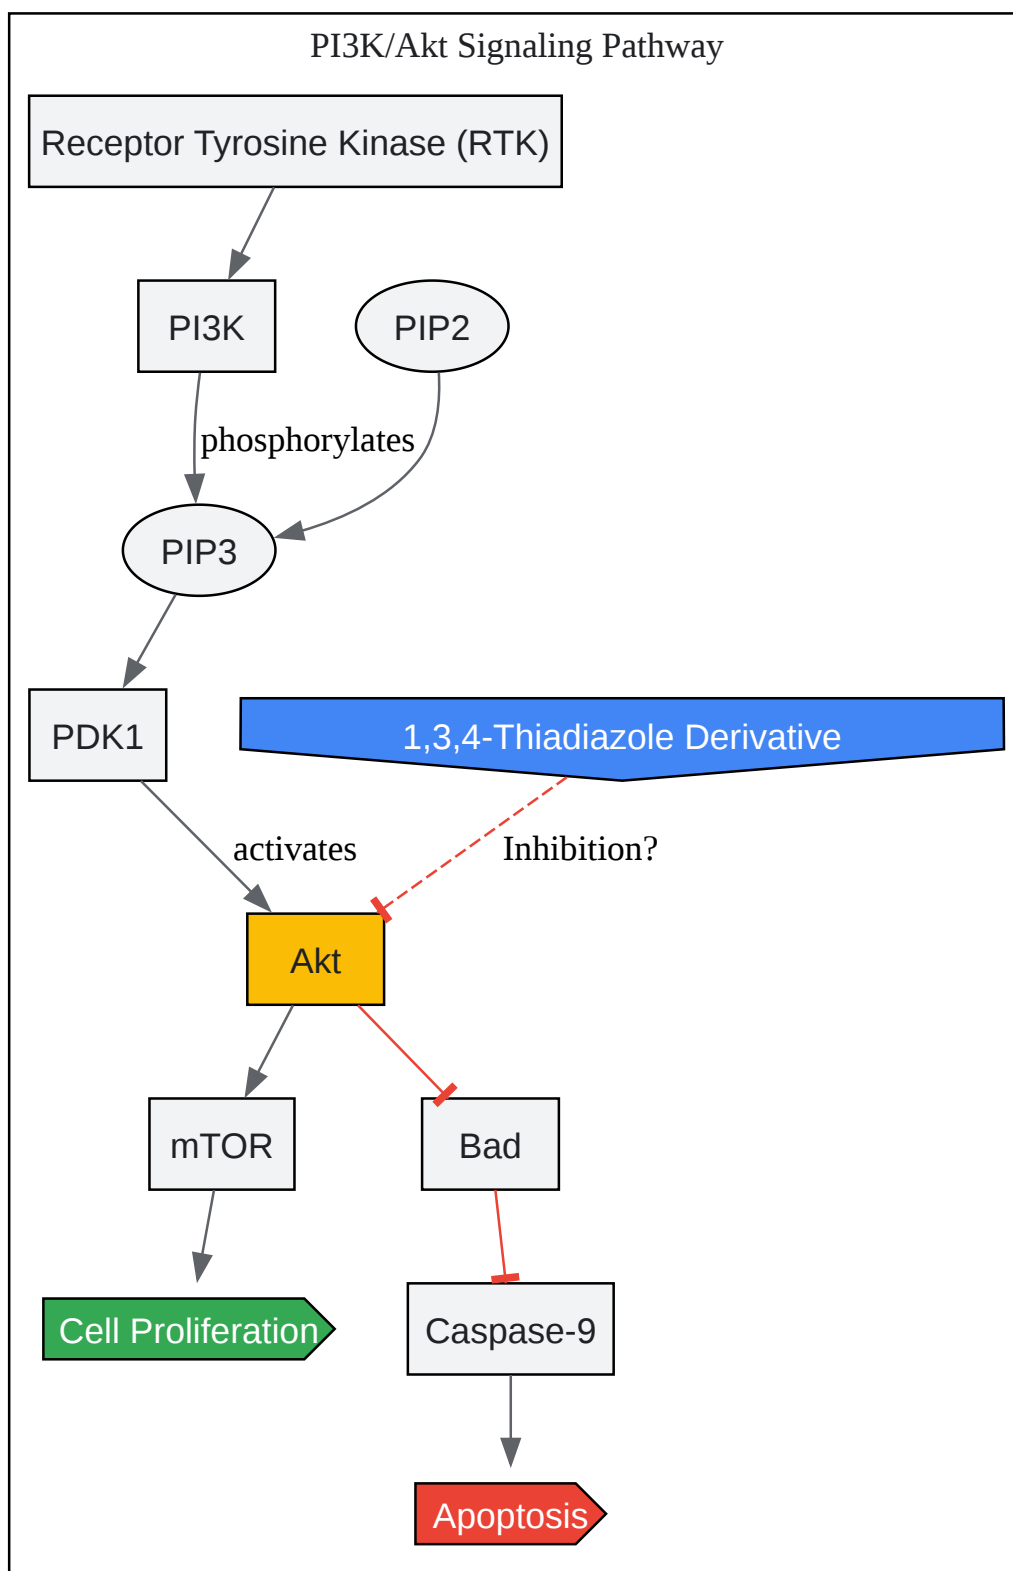 PI3K/Akt Signaling Pathway
Receptor Tyrosine Kinase (RTK)
PI3K
PIP2
phosphorylates
PIP3
PDK1
1,3,4-Thiadiazole Derivative
activates
Inhibition?
Akt
mTOR
Bad
Cell Proliferation
Caspase-9
Apoptosis